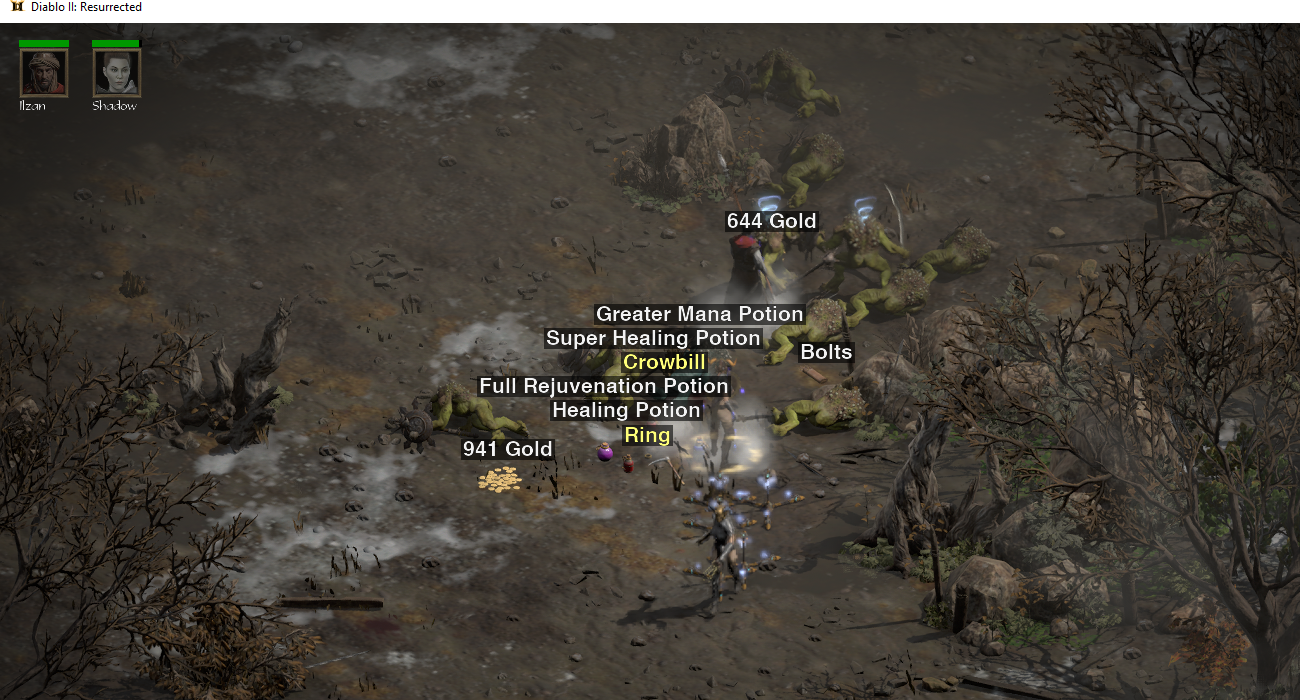 Diablo II: Resurrected
Ilzan
Shadow
644 Gold
Greater Mana Potion
Super Healing Potion
Bolts
Crowbill
Full Rejuvenation Potion
Healing Potion
Ring
941 Gold